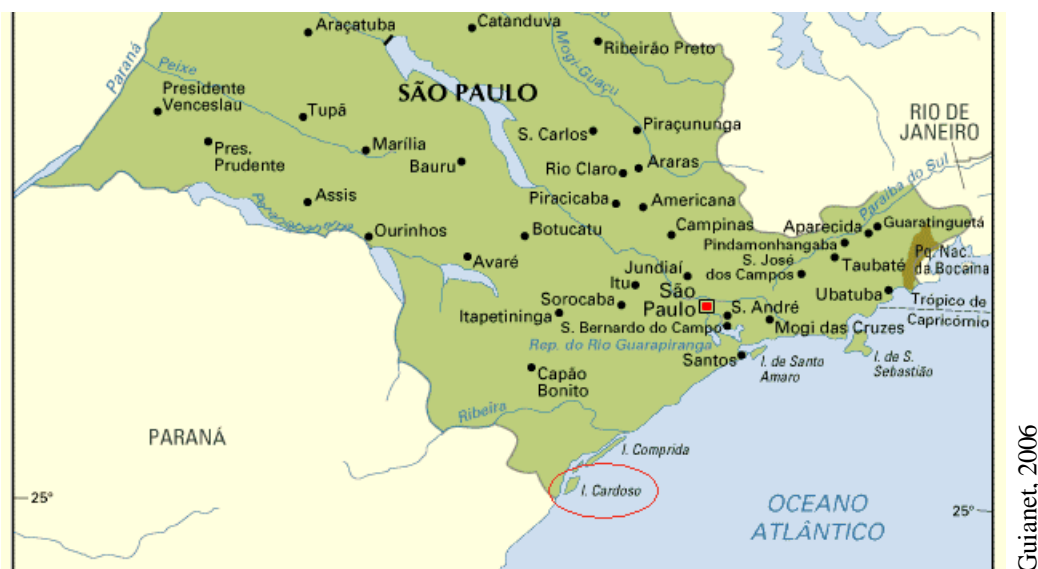 Araçatuba
Catanduva
Ribeirão Preto
Mogi-Guaçu
Paraná
Peixe
Presidente
Venceslau
SÃO PAULO
Tupã
S. Carlos
Piraçununga
RIO DE
JANEIRO
Pres.
Prudente
Marília
Bauru
Rio Claro
Araras
Paraíba do Sul
Assis
Paranapanema
Piracicaba
Americana
Ourinhos
Botucatu
Campinas
Aparecida
Guaratinguetá
Pindamonhangaba
Avaré
Jundiaí
S. José
dos Campos
Taubaté
Pq. Nac.
da Bocaina
Itu
São
Paulo
Sorocaba
Ubatuba
Trópico de
Capricórnio
Itapetininga
S. André
S. Bernardo do Campo
Mogi das Cruzes
Rep. do Rio Guarapiranga
Santos
I. de Santo
Amaro
I. de S.
Sebastião
Capão
Bonito
Ribeira
PARANÁ
I. Comprida
I. Cardoso
25°
OCEANO
ATLÂNTICO
25°
Guianet, 2006